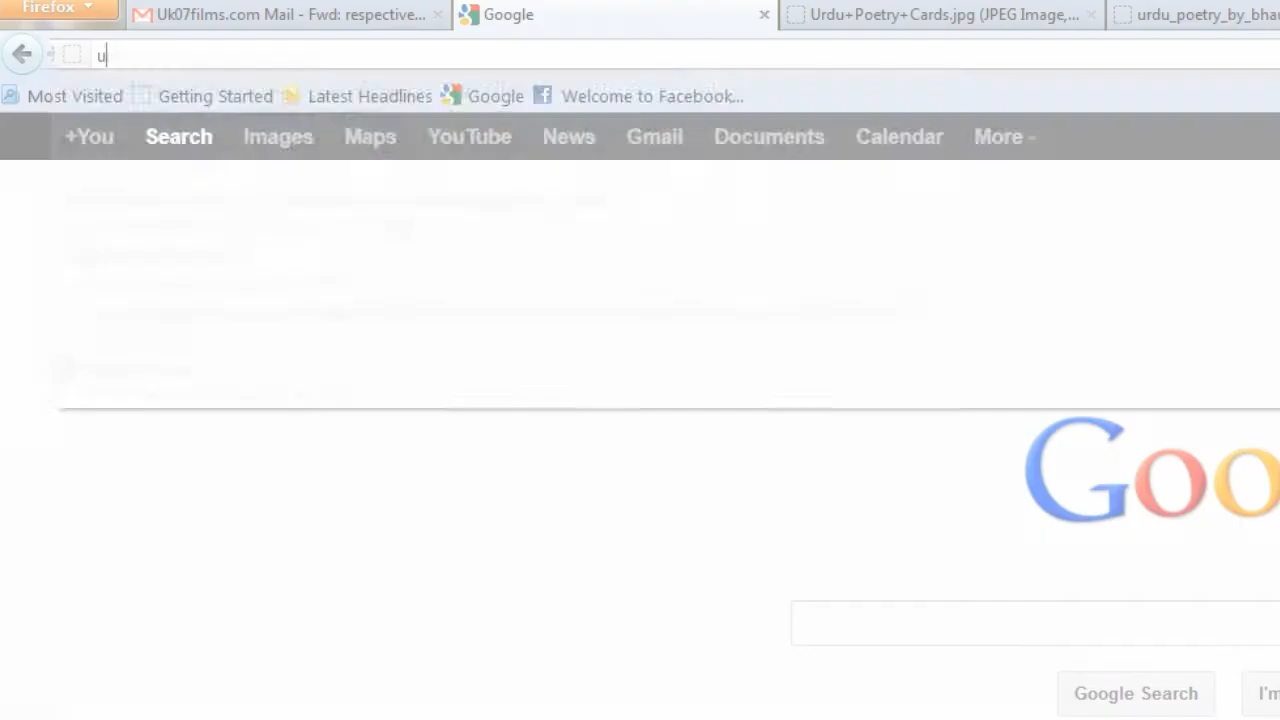 Firefox
Uk07films.com Mail - Fwd: respective...
Google
Urdu+Poetry+Cards.jpg (JPEG Image,...
urdu_poetry_by_bha
u
Most Visited
Getting Started
Latest Headlines
Google
Welcome to Facebook...
+You
Search
Images
Maps
YouTube
News
Gmail
Documents
Calendar
More
Goo
Google Search
I'm